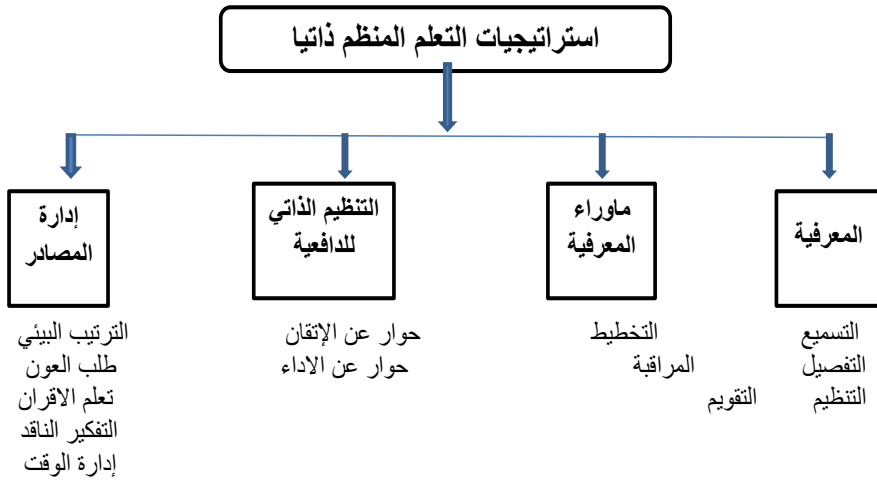 استراتيجيات التعلم المنظم ذاتيا
المعرفية
ماوراء
المعرفية
التنظيم الذاتي
للدافعية
إدارة
المصادر
التسميع
التفصيل
التنظيم
التخطيط
المراقبة
التقويم
حوار عن الإتقان
حوار عن الاداء
الترتيب البيئي
طلب العون
تعلم الاقران
التفكير الناقد
إدارة الوقت